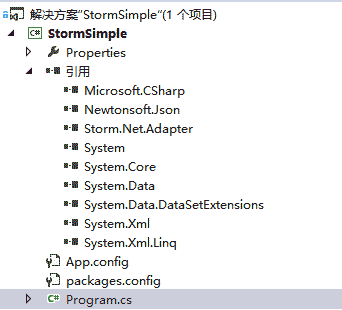 解决方案"StormSimple"(1 个项目)
C# StormSimple
Properties
引用
Microsoft.CSharp
Newtonsoft.Json
Storm.Net.Adapter
System
System.Core
System.Data
System.Data.DataSetExtensions
System.Xml
System.Xml.Linq
App.config
packages.config
C# Program.cs